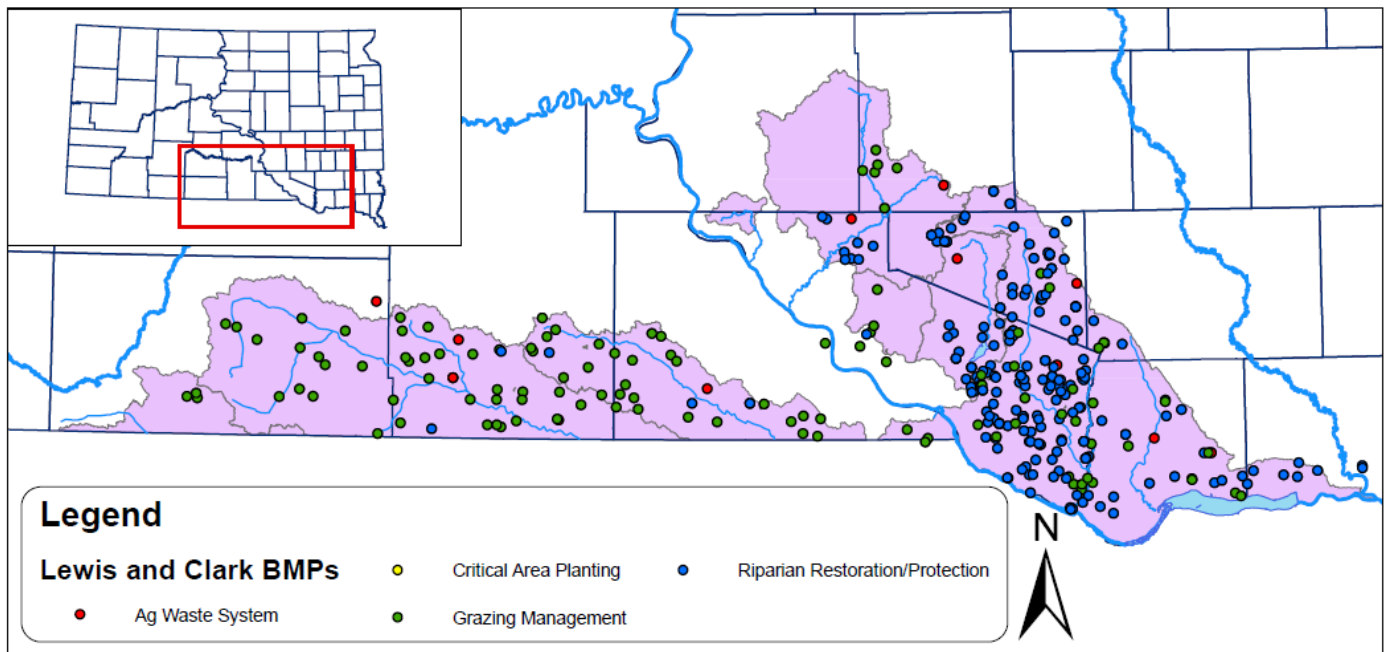 N
Legend
Lewis and Clark BMPs
Critical Area Planting
Riparian Restoration/Protection
Ag Waste System
Grazing Management